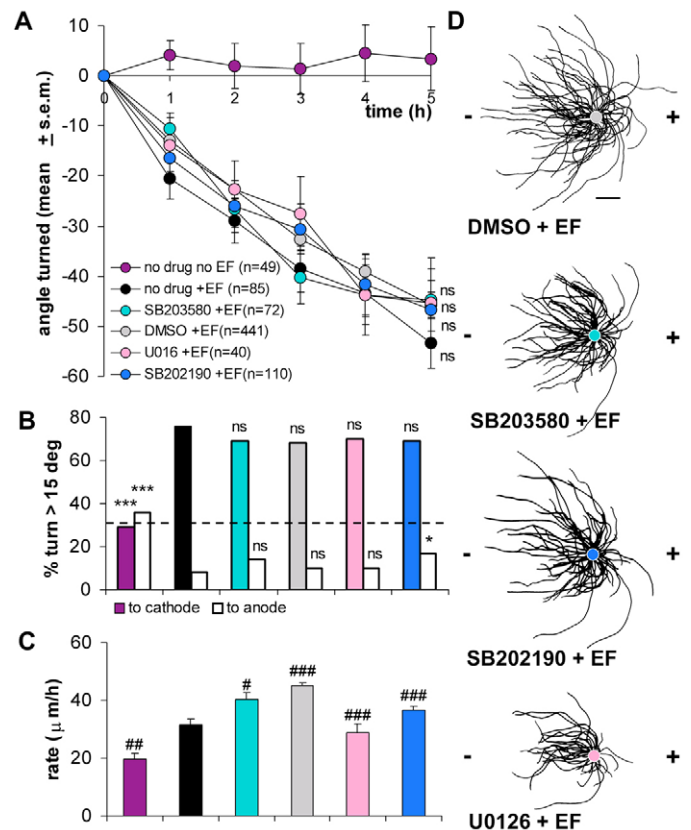 A
10
0
-10
-20
-30
-40
-50
-60
angle turned (mean ± s.e.m.)
0 1 2 3 4 5
time (h)
no drug no EF (n=49)
no drug +EF (n=85)
SB203580 +EF(n=72)
DMSO +EF(n=441)
U016 +EF(n=40)
SB202190 +EF(n=110)
ns
ns
ns
ns
B
80
60
40
20
0
% turn > 15 deg
*** ***
ns ns ns ns
ns ns ns *
to cathode to anode
C
60
40
20
0
rate (μ m/h)
## # ### ### ###
D
- +
DMSO + EF
- +
SB203580 + EF
- +
SB202190 + EF
- +
U0126 + EF